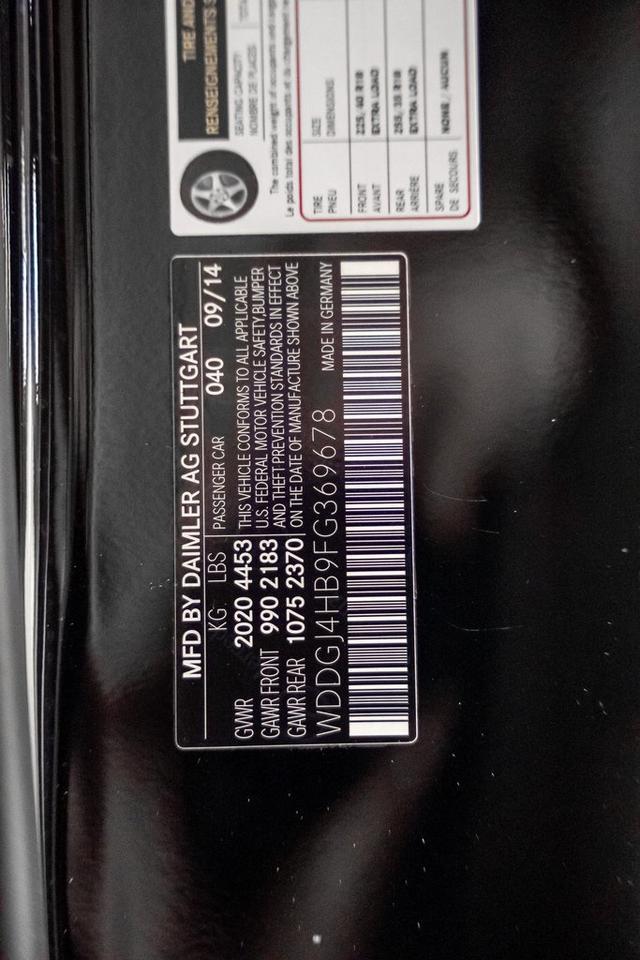 MFD BY DAIMLER AG STUTTGART
KG LBS PASSENGER CAR 040 09/14
GVWR 2020 4453 THIS VEHICLE CONFORMS TO ALL APPLICABLE
GAWR FRONT 990 2183 U.S. FEDERAL MOTOR VEHICLE SAFETY,BUMPER
GAWR REAR 1075 2370 AND THEFT PREVENTION STANDARDS IN EFFECT
ON THE DATE OF MANUFACTURE SHOWN ABOVE
WDDGJ4HB9FG369678 MADE IN GERMANY
TIRE AND
RENSEIGNEMENTS S
SEATING CAPACITY
NOMBRE DE PLACES
The combined weight of occupants and
Le poids total des occupants et du chargement
TIRE SIZE
PNEU DIMENSIONS
FRONT 225/40 R18
AVANT EXTRA LOAD
REAR 255/35 R18
ARRIÈRE EXTRA LOAD
SPARE NONE / AUCUN
DE SECOURS